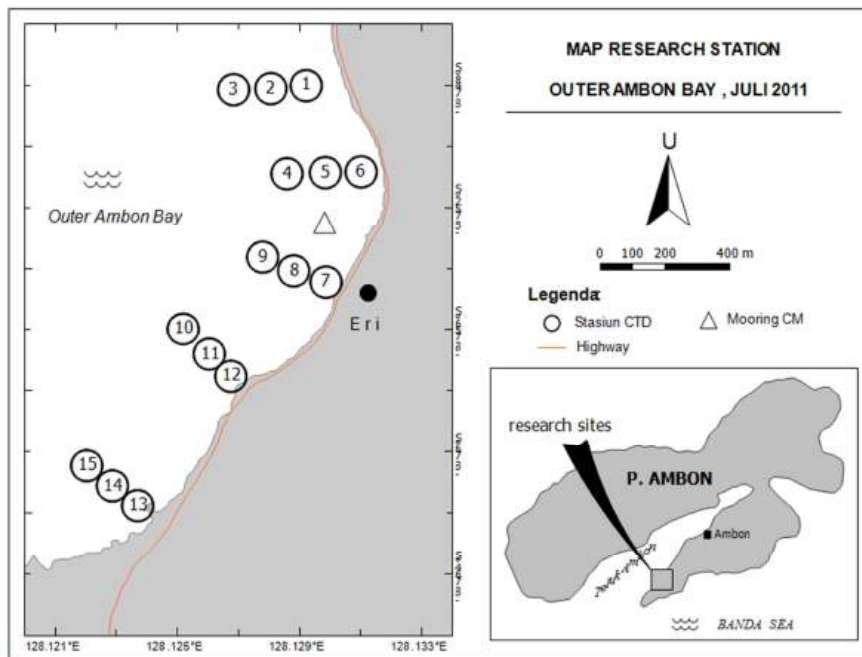 MAP RESEARCH STATION
OUTER AMBON BAY , JULI 2011
U
0 100 200 400 m
Legenda:
Stasiun CTD
Mooring CM
Highway
1
2
3
4
5
6
Outer Ambon Bay
9
8
7
Eri
10
11
12
15
14
13
128.121°E 128.125°E 128.129°E 128.133°E
research sites
P. AMBON
Ambon
BANDA SEA